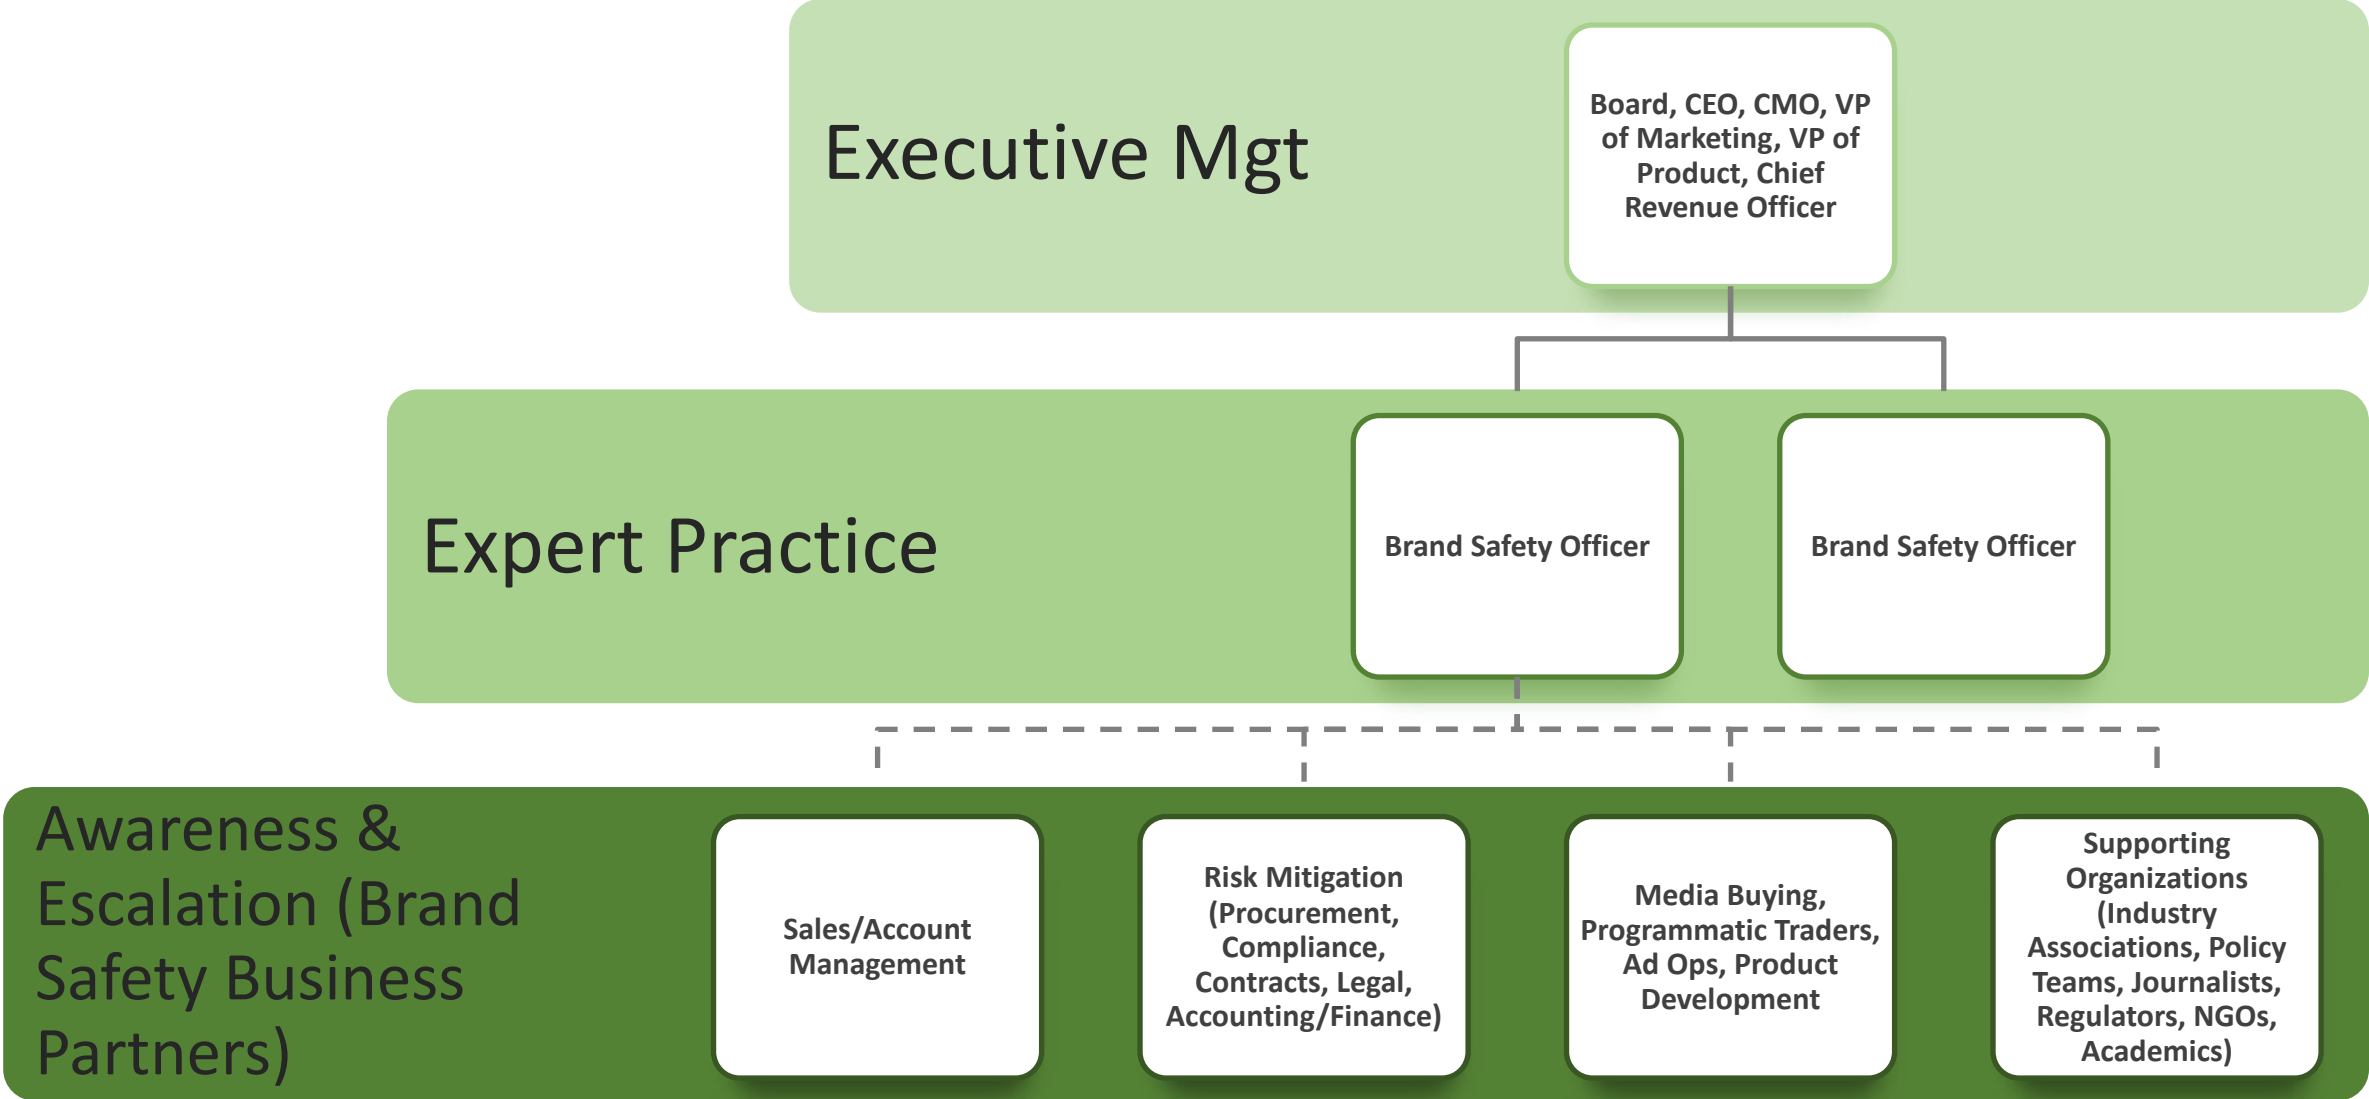 Executive Mgt
Board, CEO, CMO, VP
of Marketing, VP of
Product, Chief
Revenue Officer
Expert Practice
Brand Safety Officer
Brand Safety Officer
Awareness &
Escalation (Brand
Safety Business
Partners)
Sales/Account
Management
Risk Mitigation
(Procurement,
Compliance,
Contracts, Legal,
Accounting/Finance)
Media Buying,
Programmatic Traders,
Ad Ops, Product
Development
Supporting
Organizations
(Industry
Associations, Policy
Teams, Journalists,
Regulators, NGOs,
Academics)